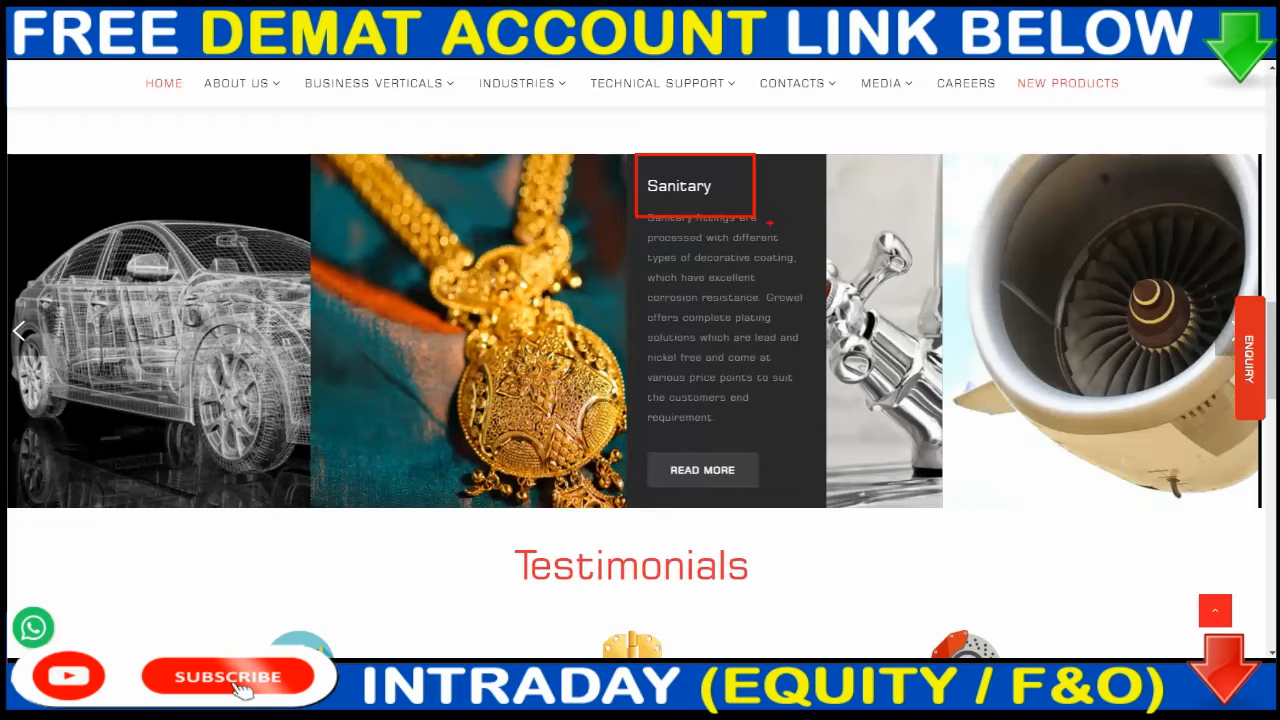 FREE DEMAT ACCOUNT LINK BELOW
HOME ABOUT US BUSINESS VERTICALS INDUSTRIES TECHNICAL SUPPORT CONTACTS MEDIA CAREERS NEW PRODUCTS
Sanitary
Sanitary fittings are
processed with different
types of decorative coating,
which have excellent
corrosion resistance. Growel
offers complete plating
solutions which are lead and
nickel free and come at
various price points to suit
the customers end
requirement.
READ MORE
ENQUIRY
Testimonials
SUBSCRIBE
INTRADAY (EQUITY / F&O)